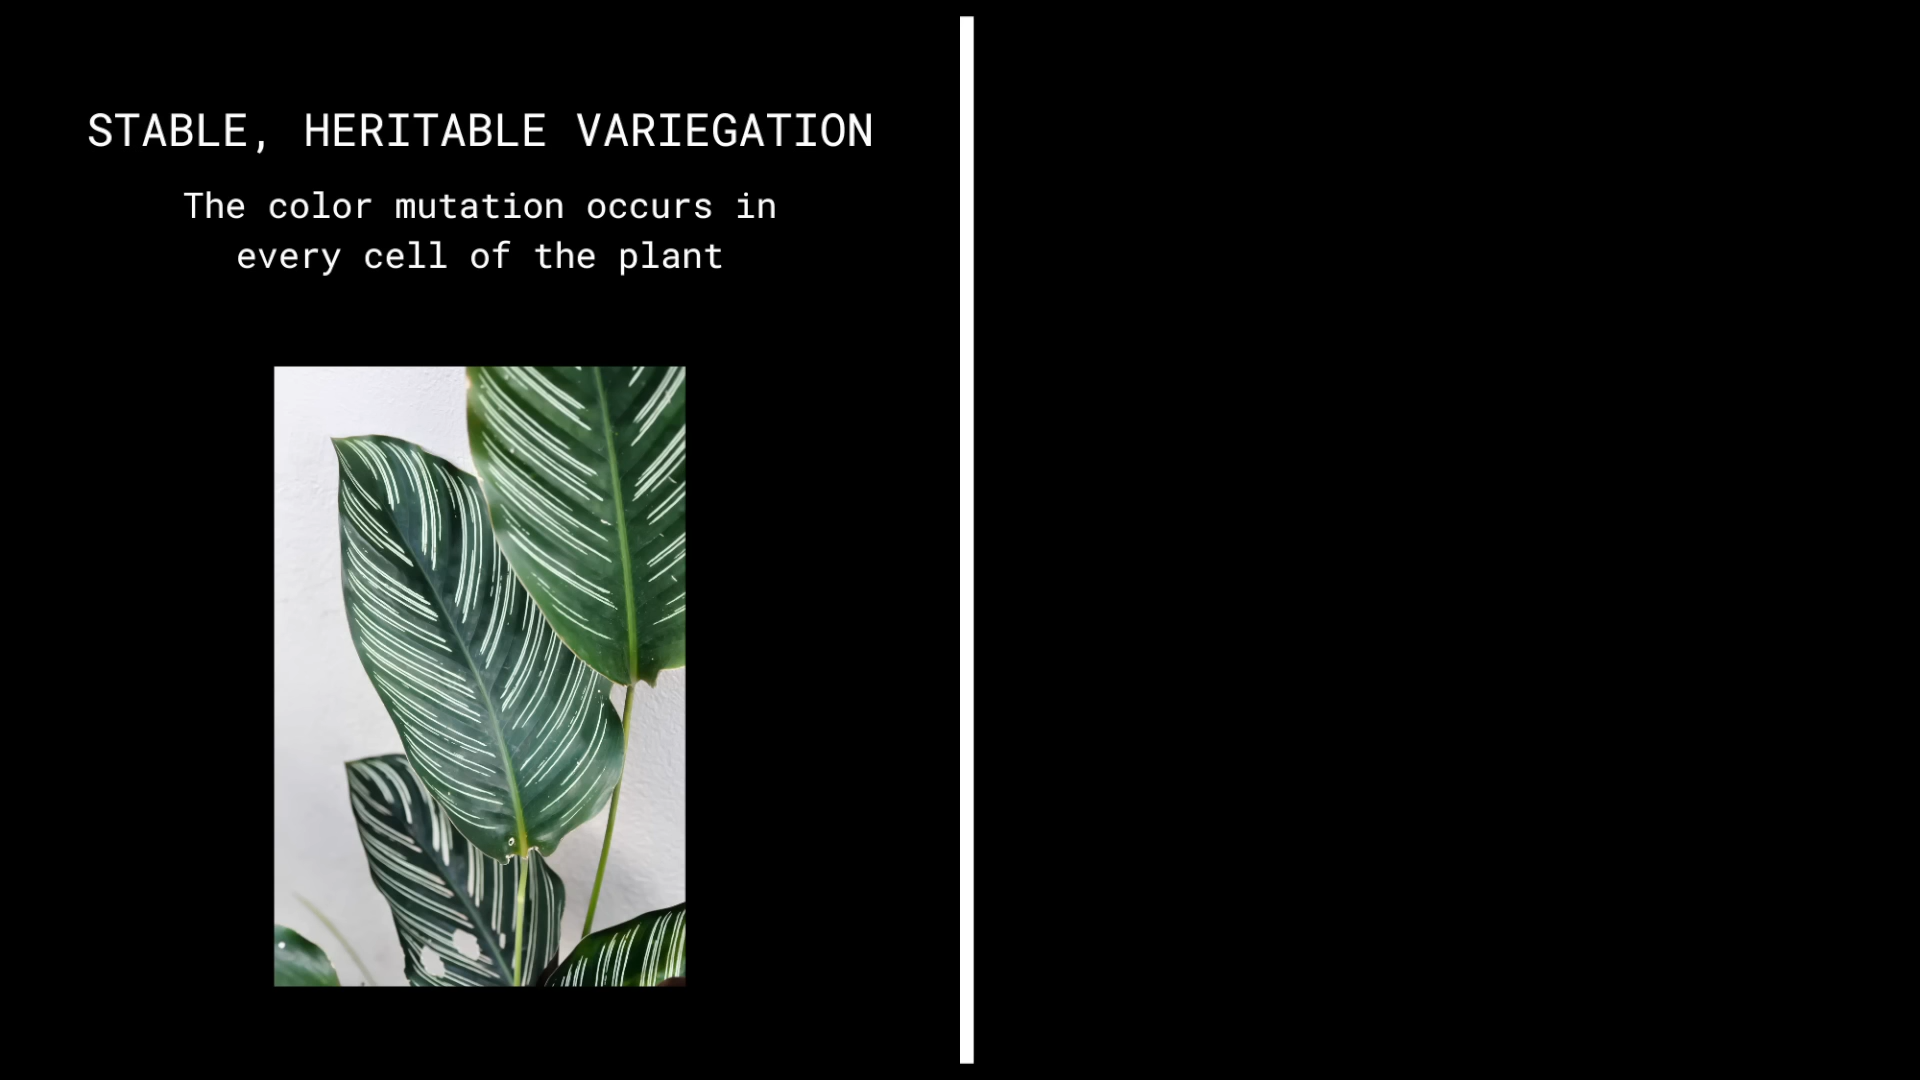 STABLE, HERITABLE VARIEGATION
The color mutation occurs in
every cell of the plant